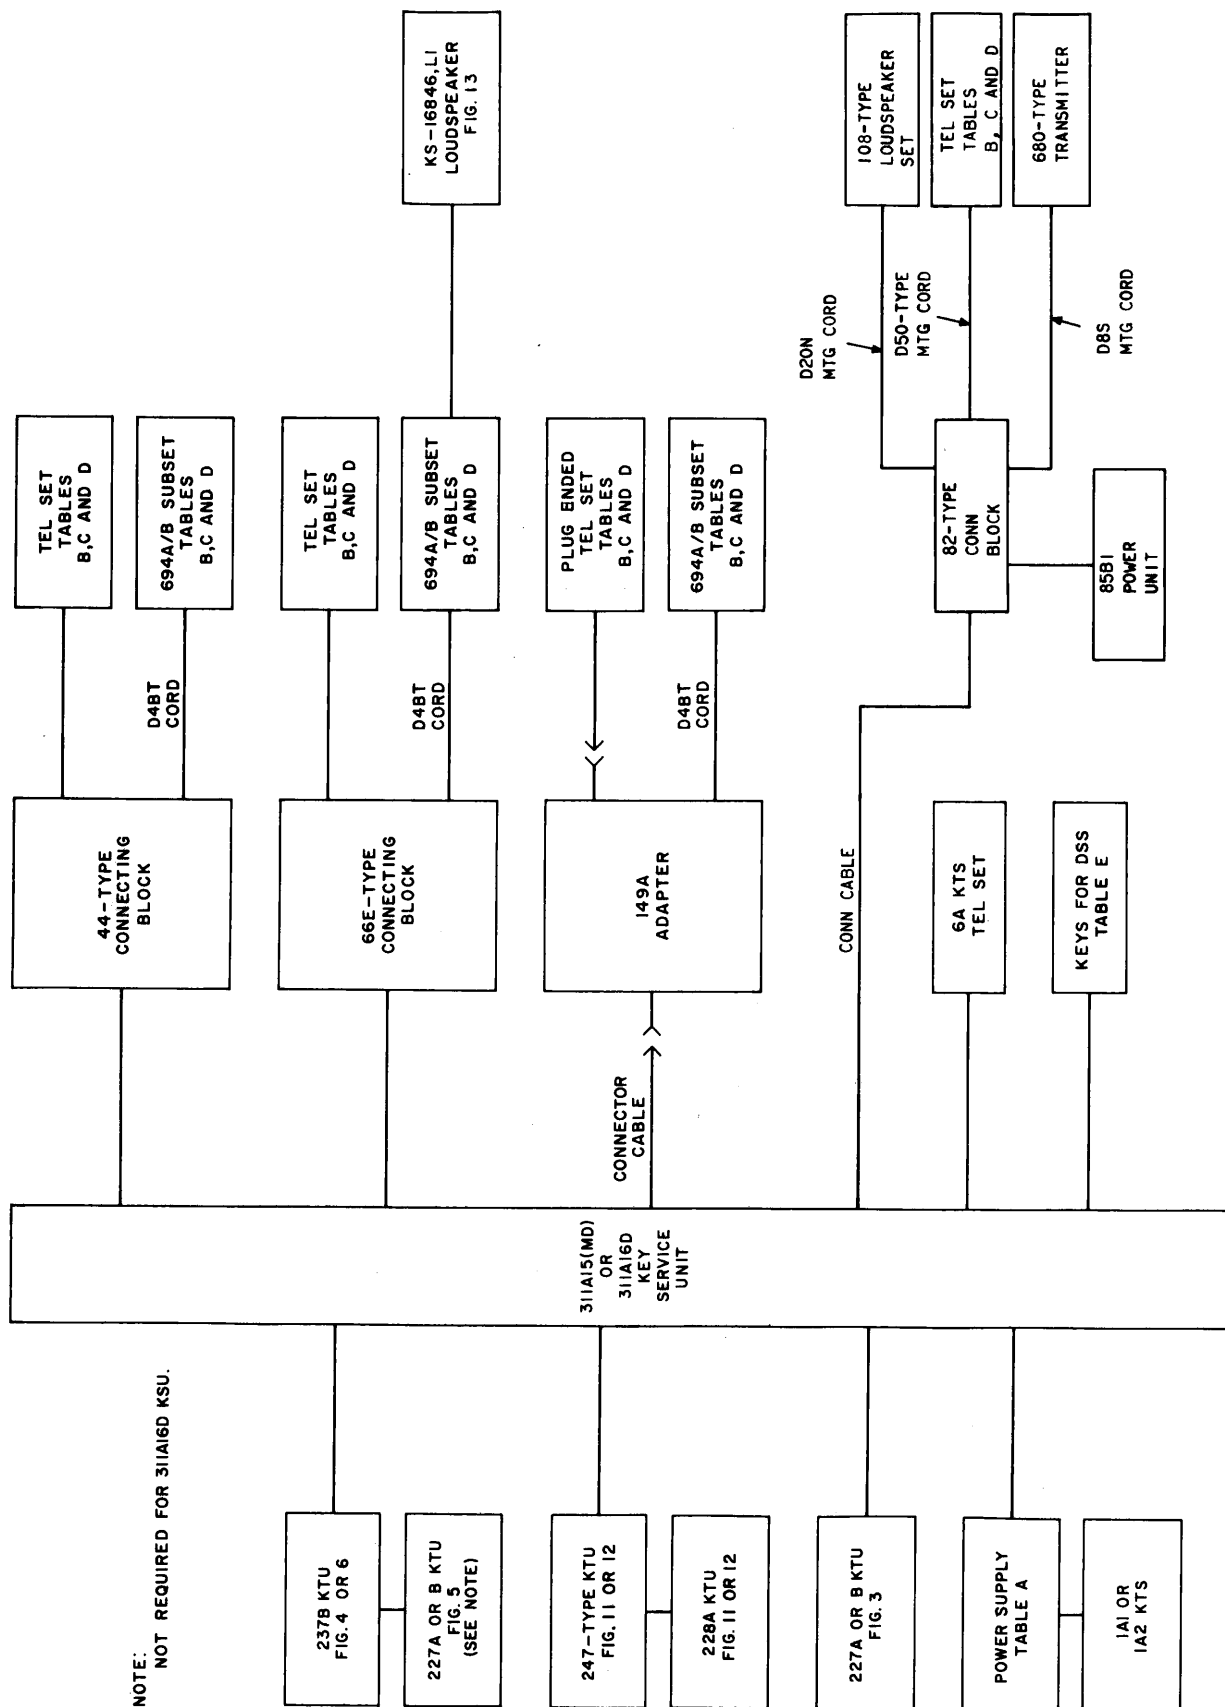 NOTE:
NOT REQUIRED FOR 311A16D KSU.
237B KTU
FIG. 4 OR 6
227A OR B KTU
FIG. 5
(SEE NOTE)
247-TYPE KTU
FIG. 11 OR 12
228A KTU
FIG. 11 OR 12
227A OR B KTU
FIG. 3
POWER SUPPLY
TABLE A
1A1 OR
1A2 KTS
311A15(MD)
OR
311A16D
KEY
SERVICE
UNIT
44-TYPE
CONNECTING
BLOCK
66E-TYPE
CONNECTING
BLOCK
CONNECTOR
CABLE
149A
ADAPTER
CONN CABLE
6A KTS
TEL SET
KEYS FOR DSS
TABLE E
D4BT
CORD
D4BT
CORD
D4BT
CORD
TEL SET
TABLES
B,C AND D
694A/B SUBSET
TABLES
B,C AND D
TEL SET
TABLES
B,C AND D
694A/B SUBSET
TABLES
B,C AND D
PLUG ENDED
TEL SET
TABLES
B,C AND D
694A/B SUBSET
TABLES
B,C AND D
KS-16846,L1
LOUDSPEAKER
FIG. 13
82-TYPE
CONN
BLOCK
85B1
POWER
UNIT
D20N
MTG CORD
D50-TYPE
MTG CORD
D8S
MTG CORD
108-TYPE
LOUDSPEAKER
SET
TEL SET
TABLES
B, C AND D
680-TYPE
TRANSMITTER